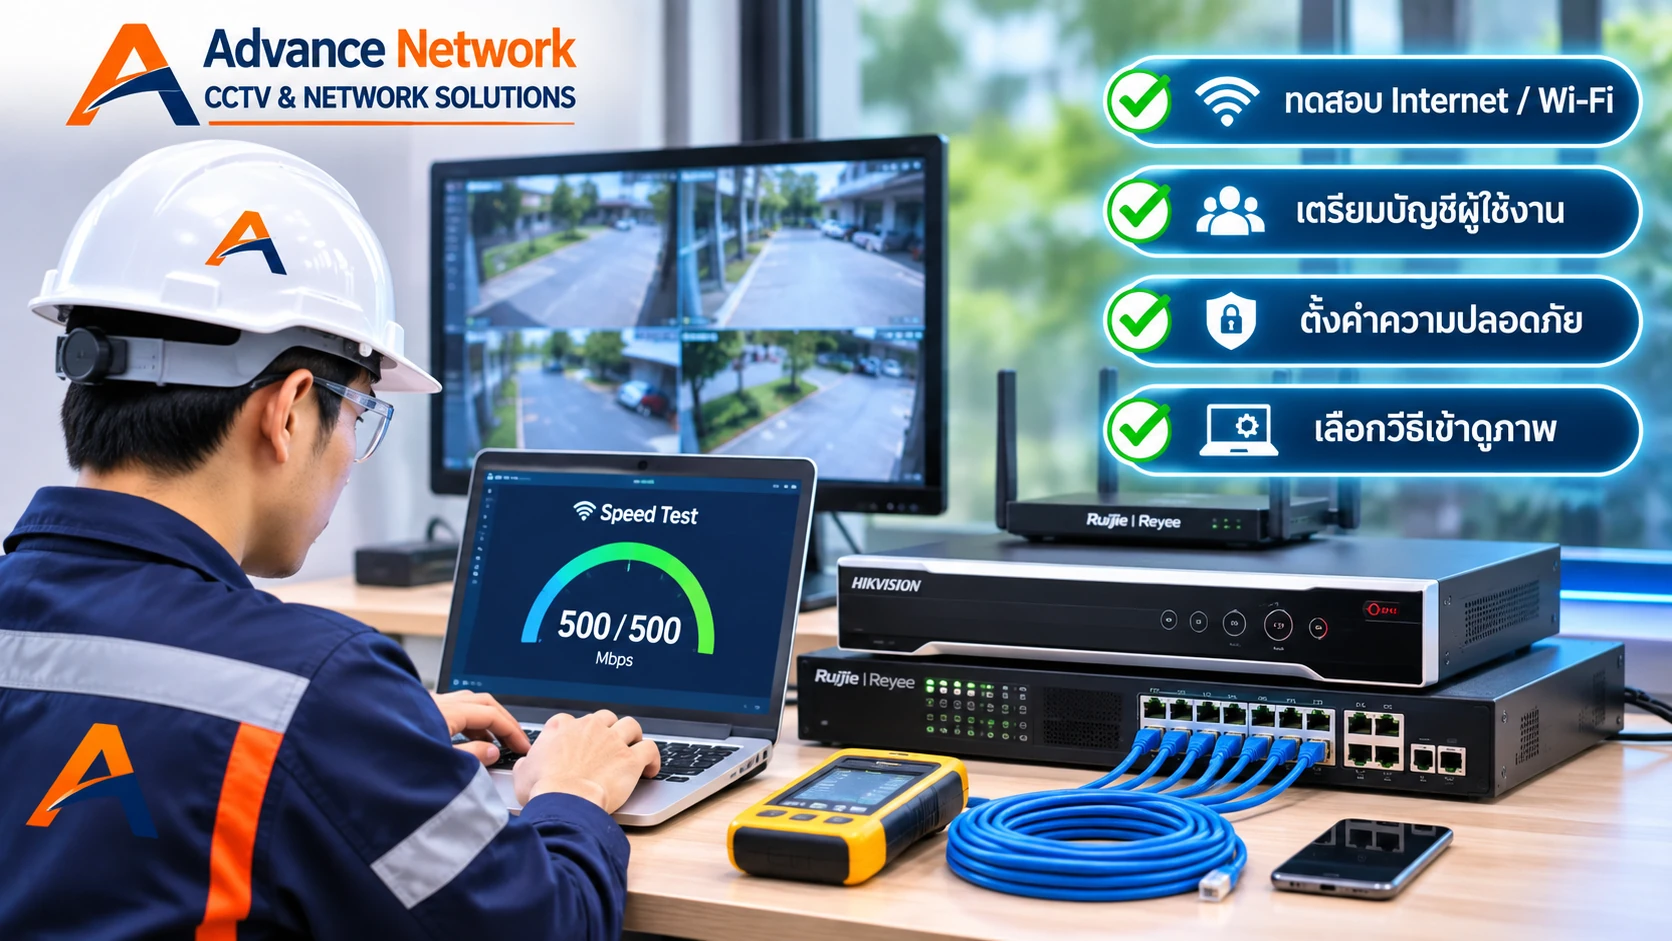 Advance Network
CCTV & NETWORK SOLUTIONS
ทดสอบ Internet / Wi-Fi
เตรียมบัญชีผู้ใช้งาน
ตั้งค่าความปลอดภัย
เลือกวิธีเข้าดูภาพ
Speed Test
500 / 500
Mbps
Ruijie | Reyee
HIKVISION
Ruijie | Reyee